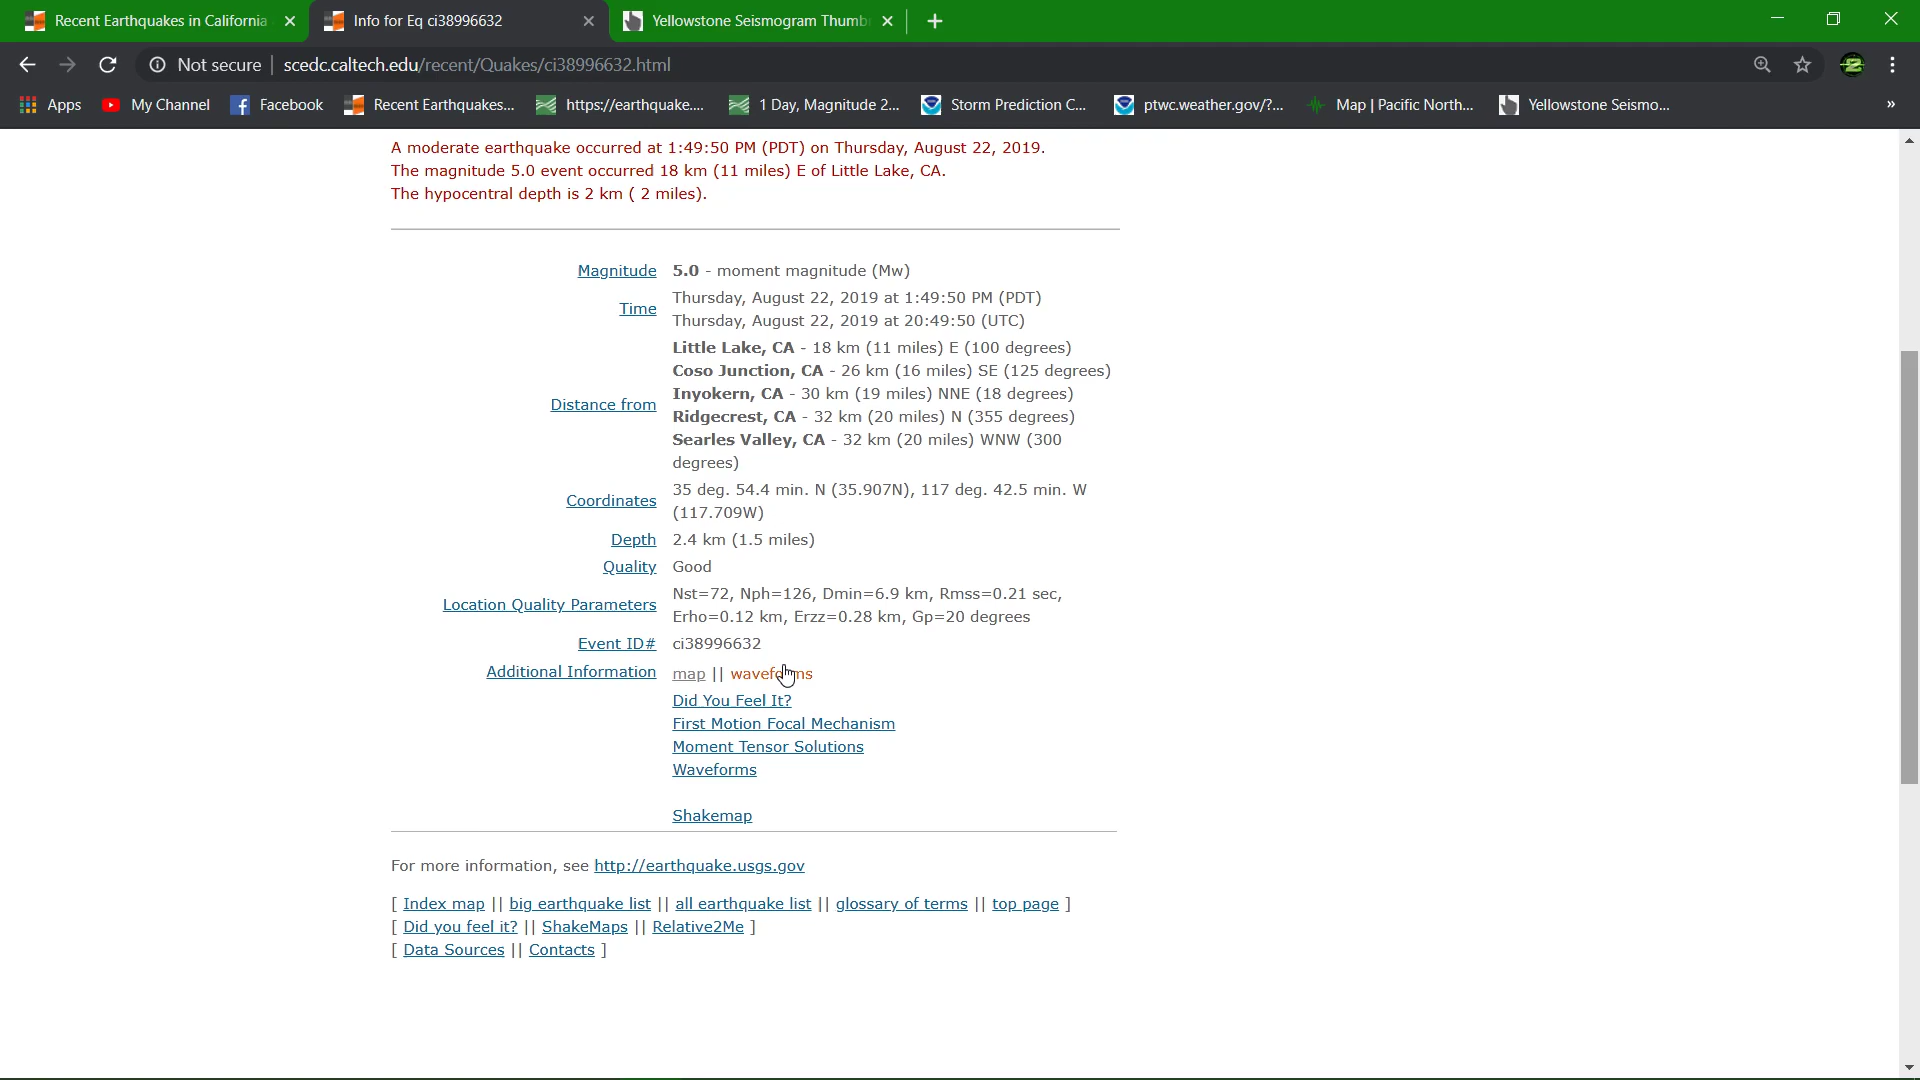 Recent Earthquakes in California
Info for Eq ci38996632
Yellowstone Seismogram Thumb
Not secure
scedc.caltech.edu/recent/Quakes/ci38996632.html
Apps
My Channel
Facebook
Recent Earthquakes...
https://earthquake....
1 Day, Magnitude 2...
Storm Prediction C...
ptwc.weather.gov/?...
Map | Pacific North...
Yellowstone Seismo...
»
A moderate earthquake occurred at 1:49:50 PM (PDT) on Thursday, August 22, 2019.
The magnitude 5.0 event occurred 18 km (11 miles) E of Little Lake, CA.
The hypocentral depth is 2 km ( 2 miles).
Magnitude 5.0 - moment magnitude (Mw)
Time
Thursday, August 22, 2019 at 1:49:50 PM (PDT)
Thursday, August 22, 2019 at 20:49:50 (UTC)
Distance from
Little Lake, CA - 18 km (11 miles) E (100 degrees)
Coso Junction, CA - 26 km (16 miles) SE (125 degrees)
Inyokern, CA - 30 km (19 miles) NNE (18 degrees)
Ridgecrest, CA - 32 km (20 miles) N (355 degrees)
Searles Valley, CA - 32 km (20 miles) WNW (300
degrees)
Coordinates
35 deg. 54.4 min. N (35.907N), 117 deg. 42.5 min. W
(117.709W)
Depth 2.4 km (1.5 miles)
Quality Good
Location Quality Parameters
Nst=72, Nph=126, Dmin=6.9 km, Rmss=0.21 sec,
Erho=0.12 km, Erzz=0.28 km, Gp=20 degrees
Event ID# ci38996632
Additional Information map || waveforms
Did You Feel It?
First Motion Focal Mechanism
Moment Tensor Solutions
Waveforms
Shakemap
For more information, see http://earthquake.usgs.gov
[ Index map || big earthquake list || all earthquake list || glossary of terms || top page ]
[ Did you feel it? || ShakeMaps || Relative2Me ]
[ Data Sources || Contacts ]